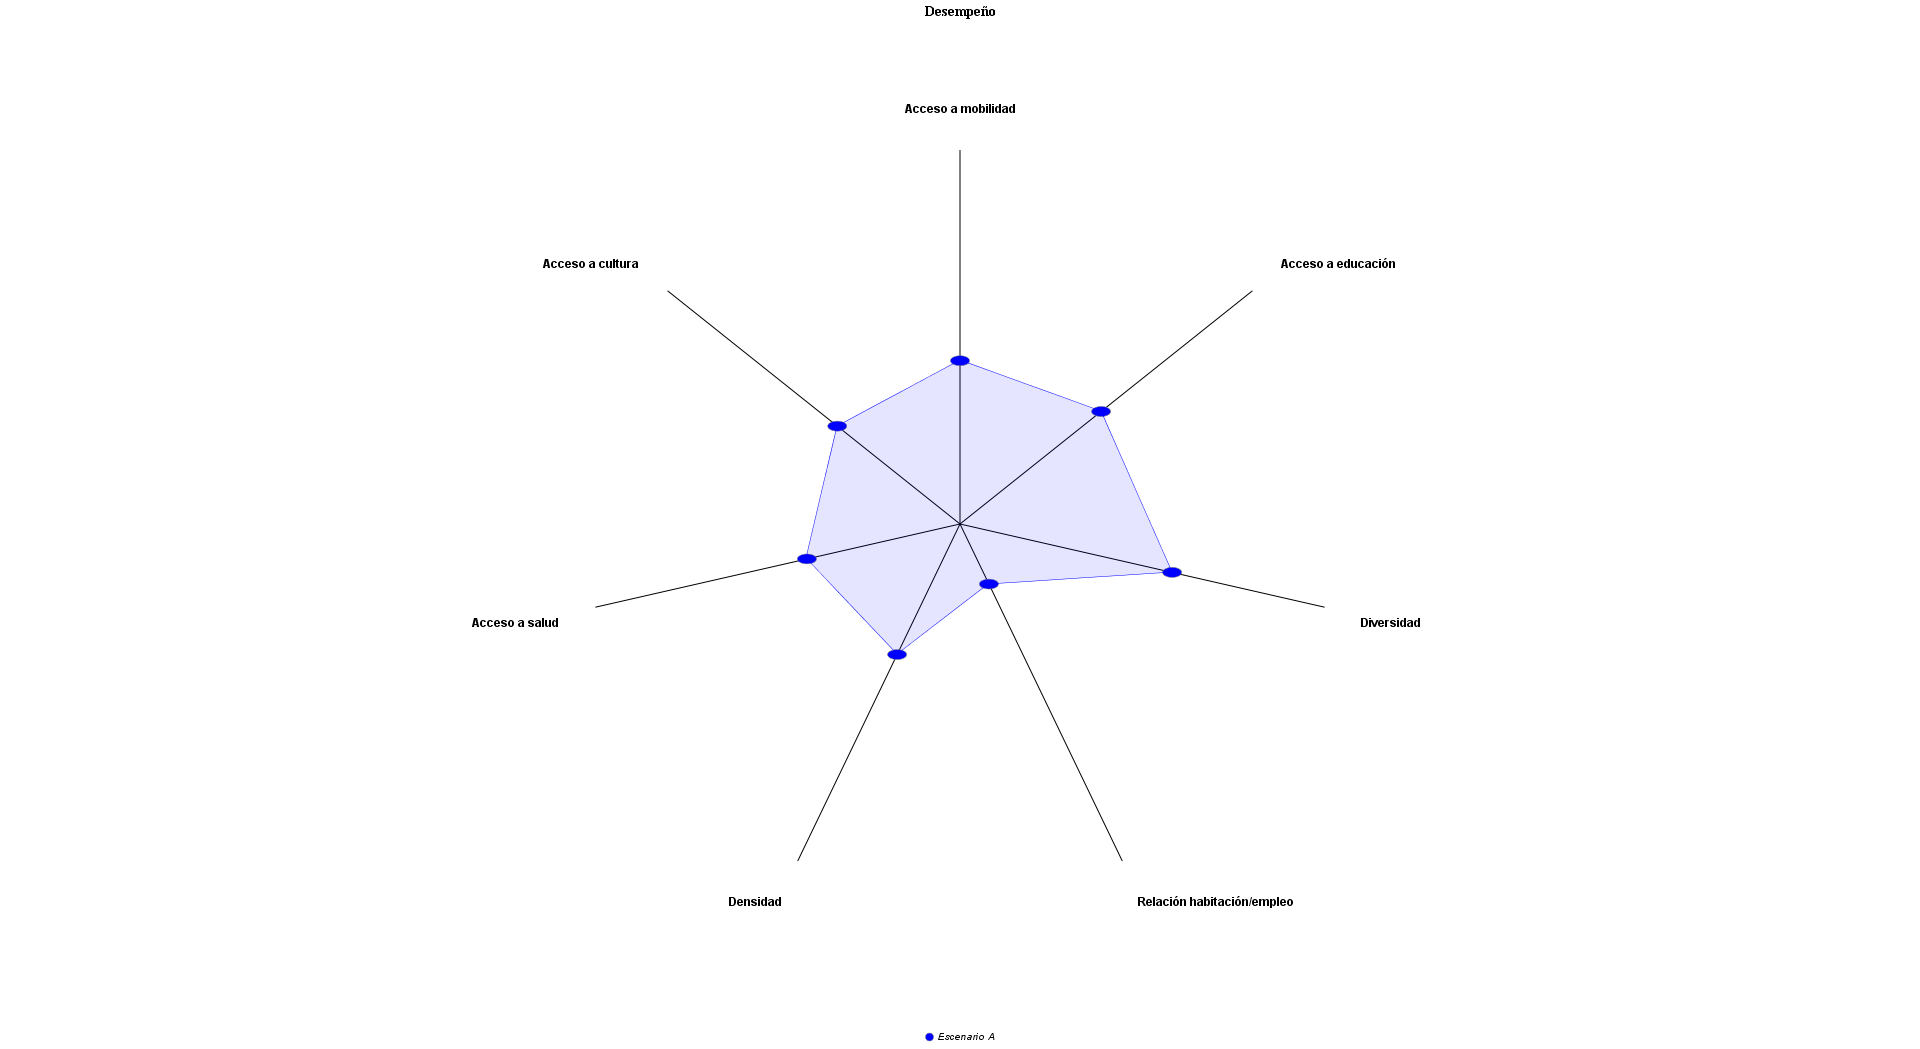 Desempeño
Acceso a mobilidad
Acceso a cultura
Acceso a educación
Acceso a salud
Diversidad
Densidad
Relación habitación/empleo
Escenario A